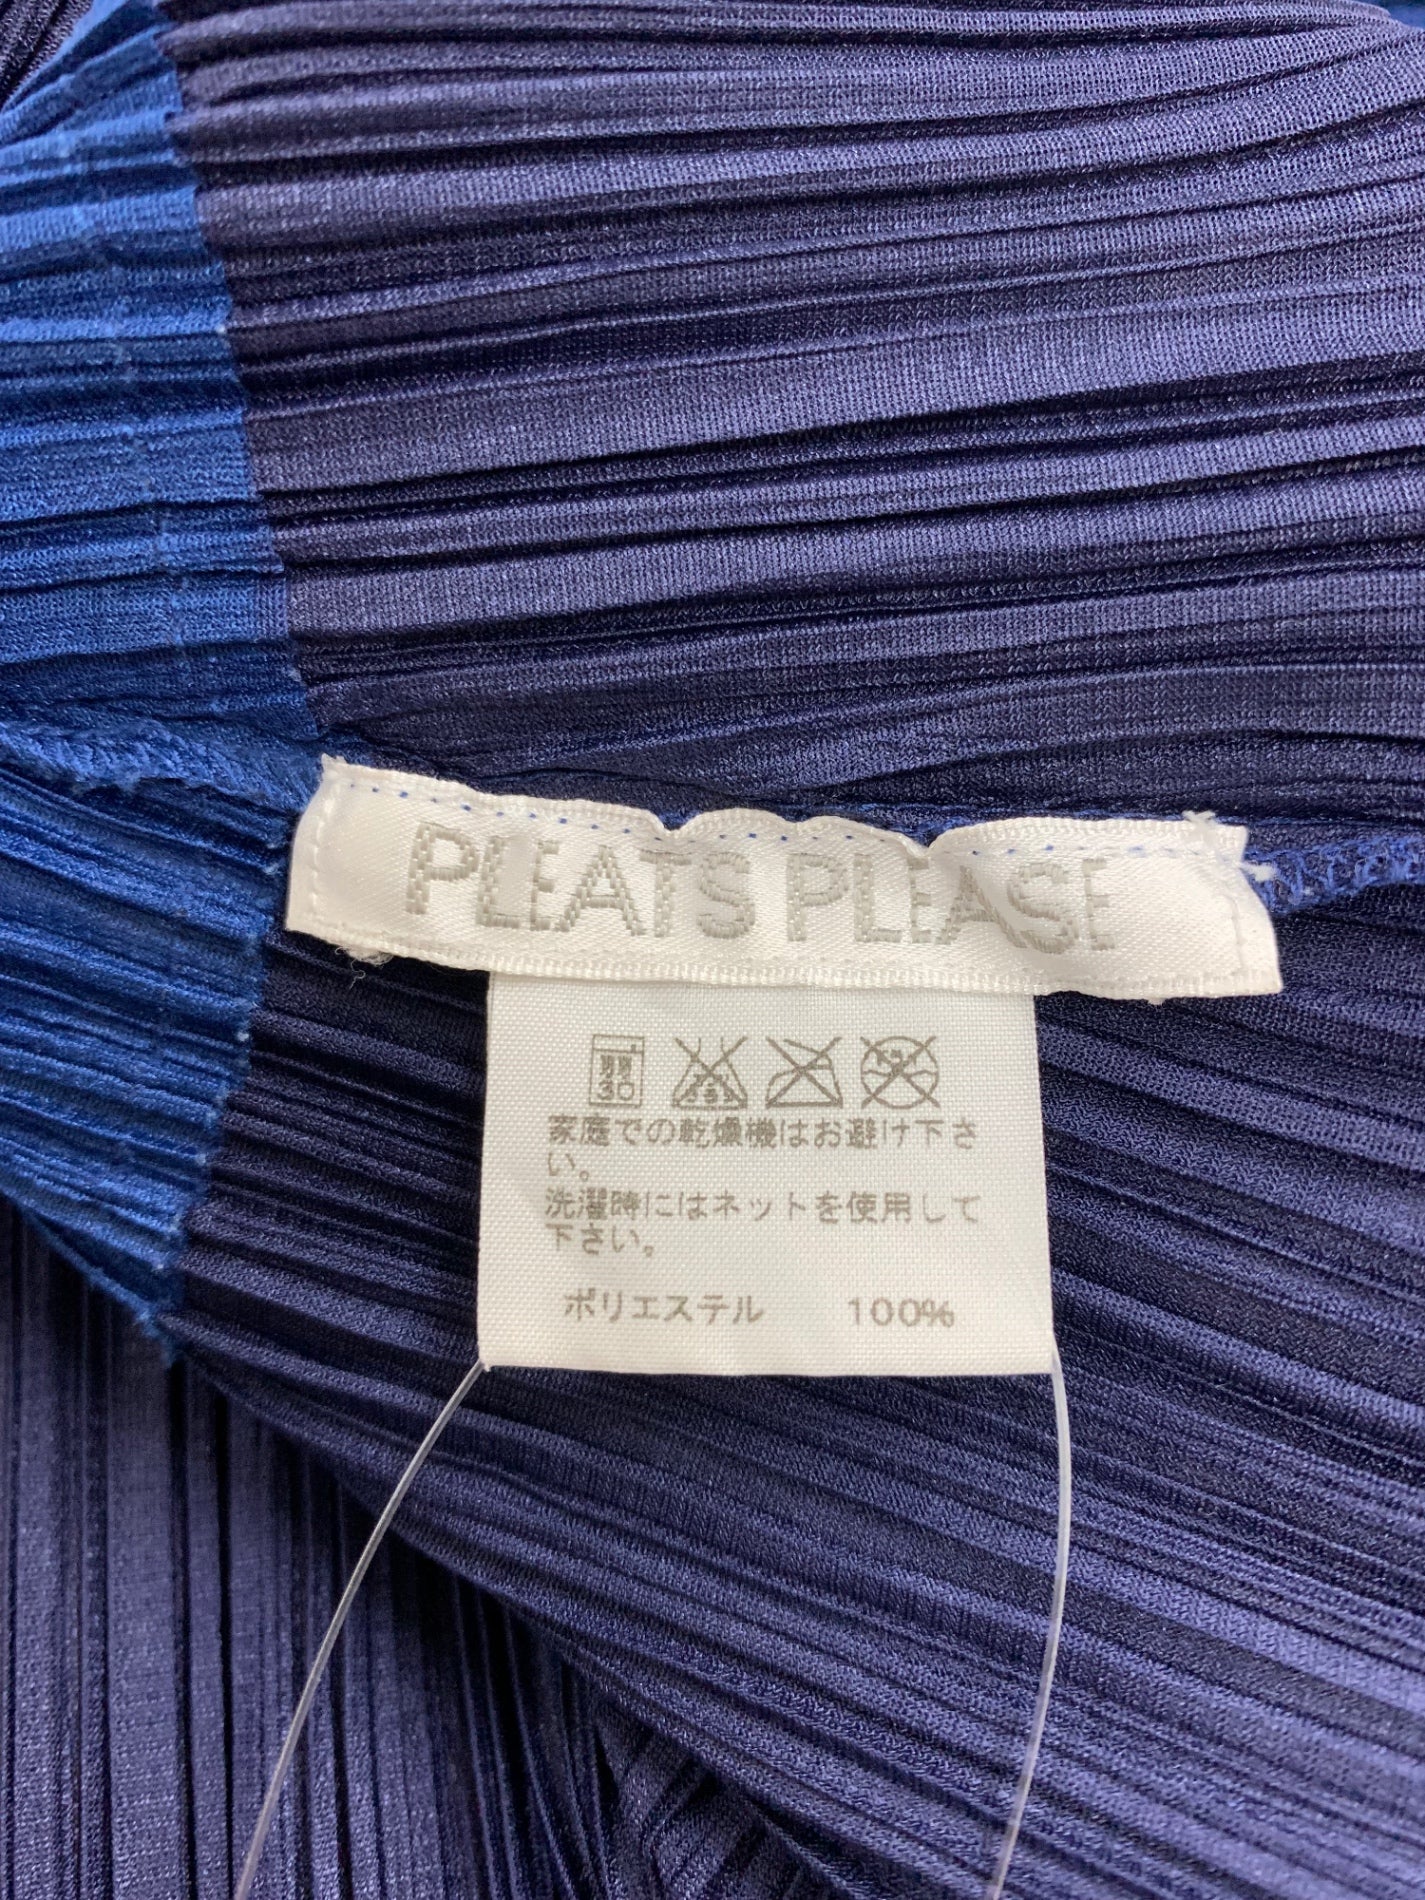 PLEATS PLEASE
30
家庭での乾燥機はお避け下さ
い。
洗濯時にはネットを使用して
下さい。
ポリエステル 100%